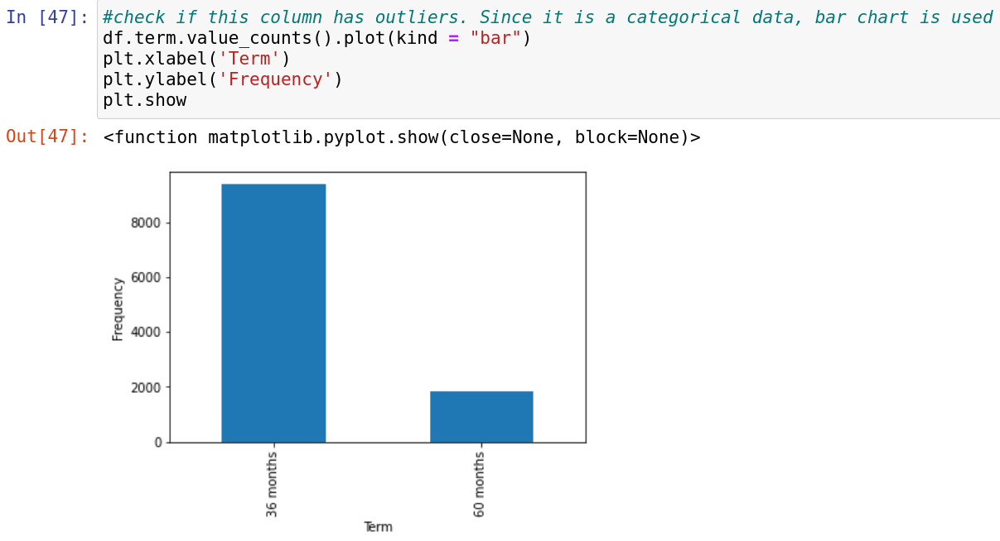 In [47]: #check if this column has outliers. Since it is a categorical data, bar chart is used
df.term.value_counts().plot(kind = "bar")
plt.xlabel('Term')
plt.ylabel('Frequency')
plt.show
Out[47]: <function matplotlib.pyplot.show(close=None, block=None)>
8000
6000
4000
2000
0
Frequency
36 months
60 months
Term